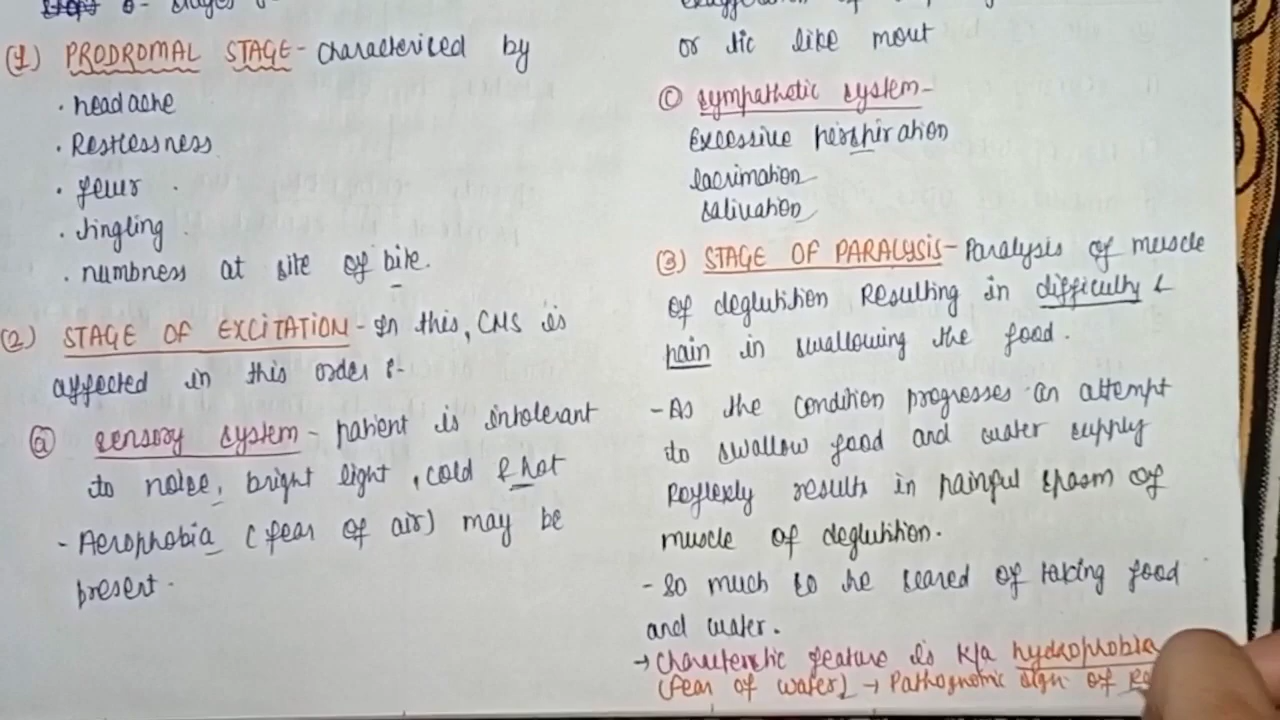 stages
(1) PRODROMAL STAGE - characterized by
· headache
· Restlessness
· fever
· tingling
· numbness at site of bite.
(2) STAGE OF EXCITATION - In this, CNS is
affected in this order :-
(a) sensory system - patient is intolerant
to noise, bright light, cold & hot
- Aerophobia (fear of air) may be
present.
or tic like mout
(c) sympathetic system -
Excessive perspiration
lacrimation
salivation
(3) STAGE OF PARALYSIS - Paralysis of muscle
of deglutition Resulting in difficulty &
pain in swallowing the food.
- As the condition progresses an attempt
to swallow food and water supply
Reflexly results in painful spasm of
muscle of deglutition.
- So much so he scared of taking food
and water.
→ characteristic feature is k/a hydrophobia
(fear of water) → Pathognomic sign of